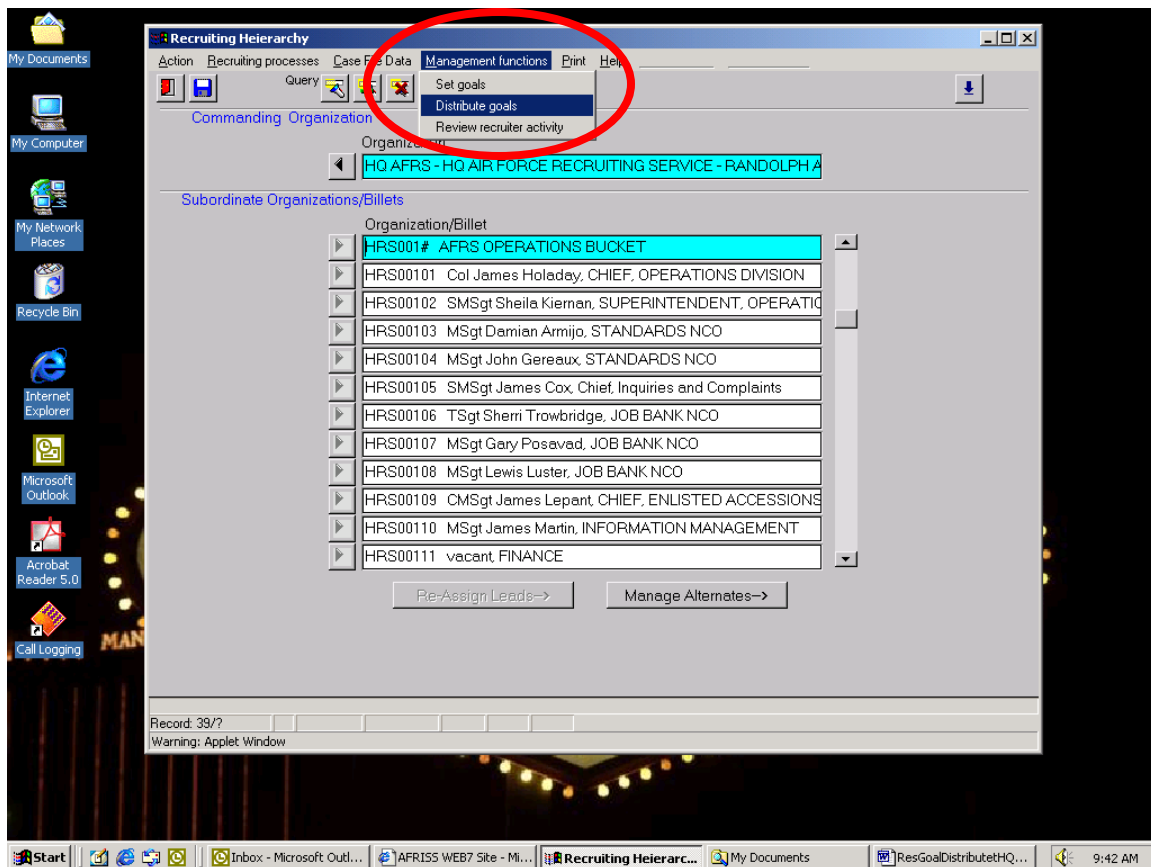 My Documents
My Computer
My Network
Places
Recycle Bin
Internet
Explorer
Microsoft
Outlook
Acrobat
Reader 5.0
Call Logging
MAN
Recruiting Heierarchy
Action Recruiting processes Case File Data Management functions Print Help
Query
Set goals
Distribute goals
Review recruiter activity
Commanding Organization
Organization
HQ AFRS - HQ AIR FORCE RECRUITING SERVICE - RANDOLPH A
Subordinate Organizations/Billets
Organization/Billet
HRS001# AFRS OPERATIONS BUCKET
HRS00101 Col James Holaday, CHIEF, OPERATIONS DIVISION
HRS00102 SMSgt Sheila Kiernan, SUPERINTENDENT, OPERATIO
HRS00103 MSgt Damian Armijo, STANDARDS NCO
HRS00104 MSgt John Gereaux, STANDARDS NCO
HRS00105 SMSgt James Cox, Chief, Inquiries and Complaints
HRS00106 TSgt Sherri Trowbridge, JOB BANK NCO
HRS00107 MSgt Gary Posavad, JOB BANK NCO
HRS00108 MSgt Lewis Luster, JOB BANK NCO
HRS00109 CMSgt James Lepant, CHIEF, ENLISTED ACCESSIONS
HRS00110 MSgt James Martin, INFORMATION MANAGEMENT
HRS00111 vacant, FINANCE
Re-Assign Leads-->
Manage Alternates-->
Record: 39/?
Warning: Applet Window
Start
Inbox - Microsoft Outl...
AFRISS WEB7 Site - Mi...
Recruiting Heierarc...
My Documents
ResGoalDistributetHQ...
9:42 AM